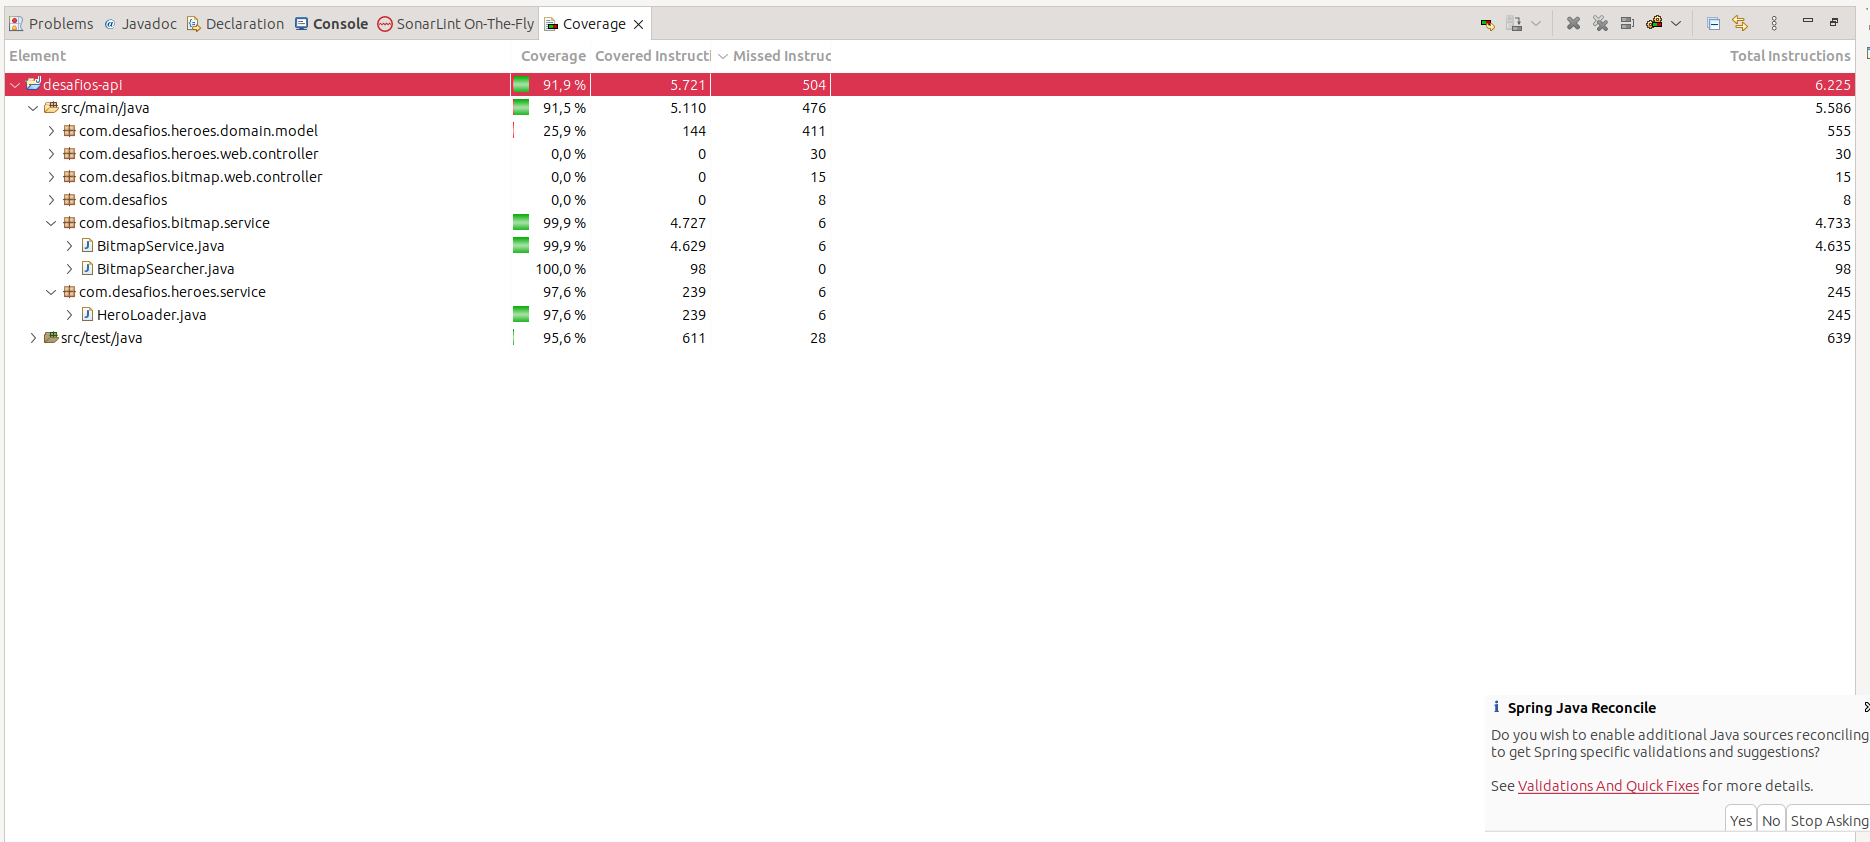 Problems @ Javadoc Declaration Console SonarLint On-The-Fly Coverage
Element Coverage Covered Instructi Missed Instruc Total Instructions
desafios-api 91,9 % 5.721 504 6.225
src/main/java 91,5 % 5.110 476 5.586
com.desafios.heroes.domain.model 25,9 % 144 411 555
com.desafios.heroes.web.controller 0,0 % 0 30 30
com.desafios.bitmap.web.controller 0,0 % 0 15 15
com.desafios 0,0 % 0 8 8
com.desafios.bitmap.service 99,9 % 4.727 6 4.733
BitmapService.java 99,9 % 4.629 6 4.635
BitmapSearcher.java 100,0 % 98 0 98
com.desafios.heroes.service 97,6 % 239 6 245
HeroLoader.java 97,6 % 239 6 245
src/test/java 95,6 % 611 28 639
Spring Java Reconcile
Do you wish to enable additional Java sources reconciling
to get Spring specific validations and suggestions?
See Validations And Quick Fixes for more details.
Yes No Stop Asking